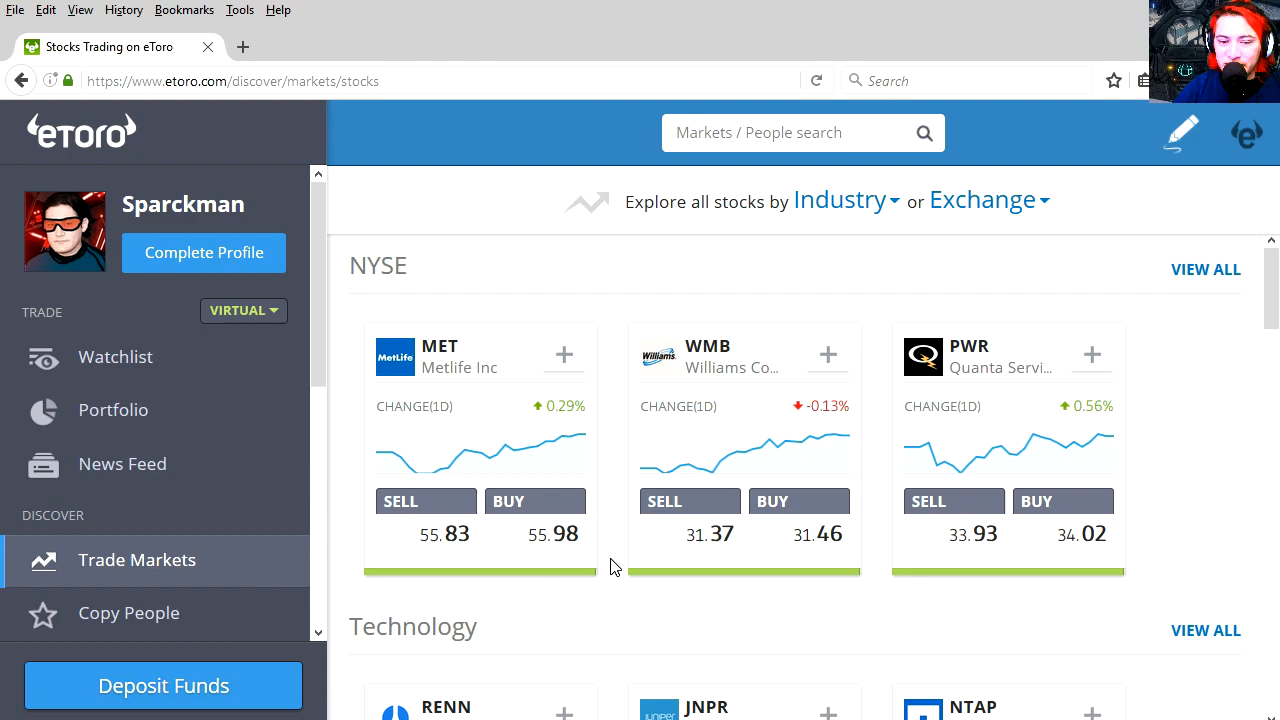 File Edit View History Bookmarks Tools Help
Stocks Trading on eToro
https://www.etoro.com/discover/markets/stocks
Search
eTORO
Markets / People search
Sparckman
Complete Profile
TRADE
VIRTUAL
Watchlist
Portfolio
News Feed
DISCOVER
Trade Markets
Copy People
Deposit Funds
Explore all stocks by Industry or Exchange
NYSE
VIEW ALL
MetLife
MET
Metlife Inc
CHANGE(1D)
0.29%
SELL
BUY
55.83
55.98
Williams
WMB
Williams Co...
CHANGE(1D)
-0.13%
SELL
BUY
31.37
31.46
PWR
Quanta Servi...
CHANGE(1D)
0.56%
SELL
BUY
33.93
34.02
Technology
VIEW ALL
RENN
juniper
JNPR
NTAP